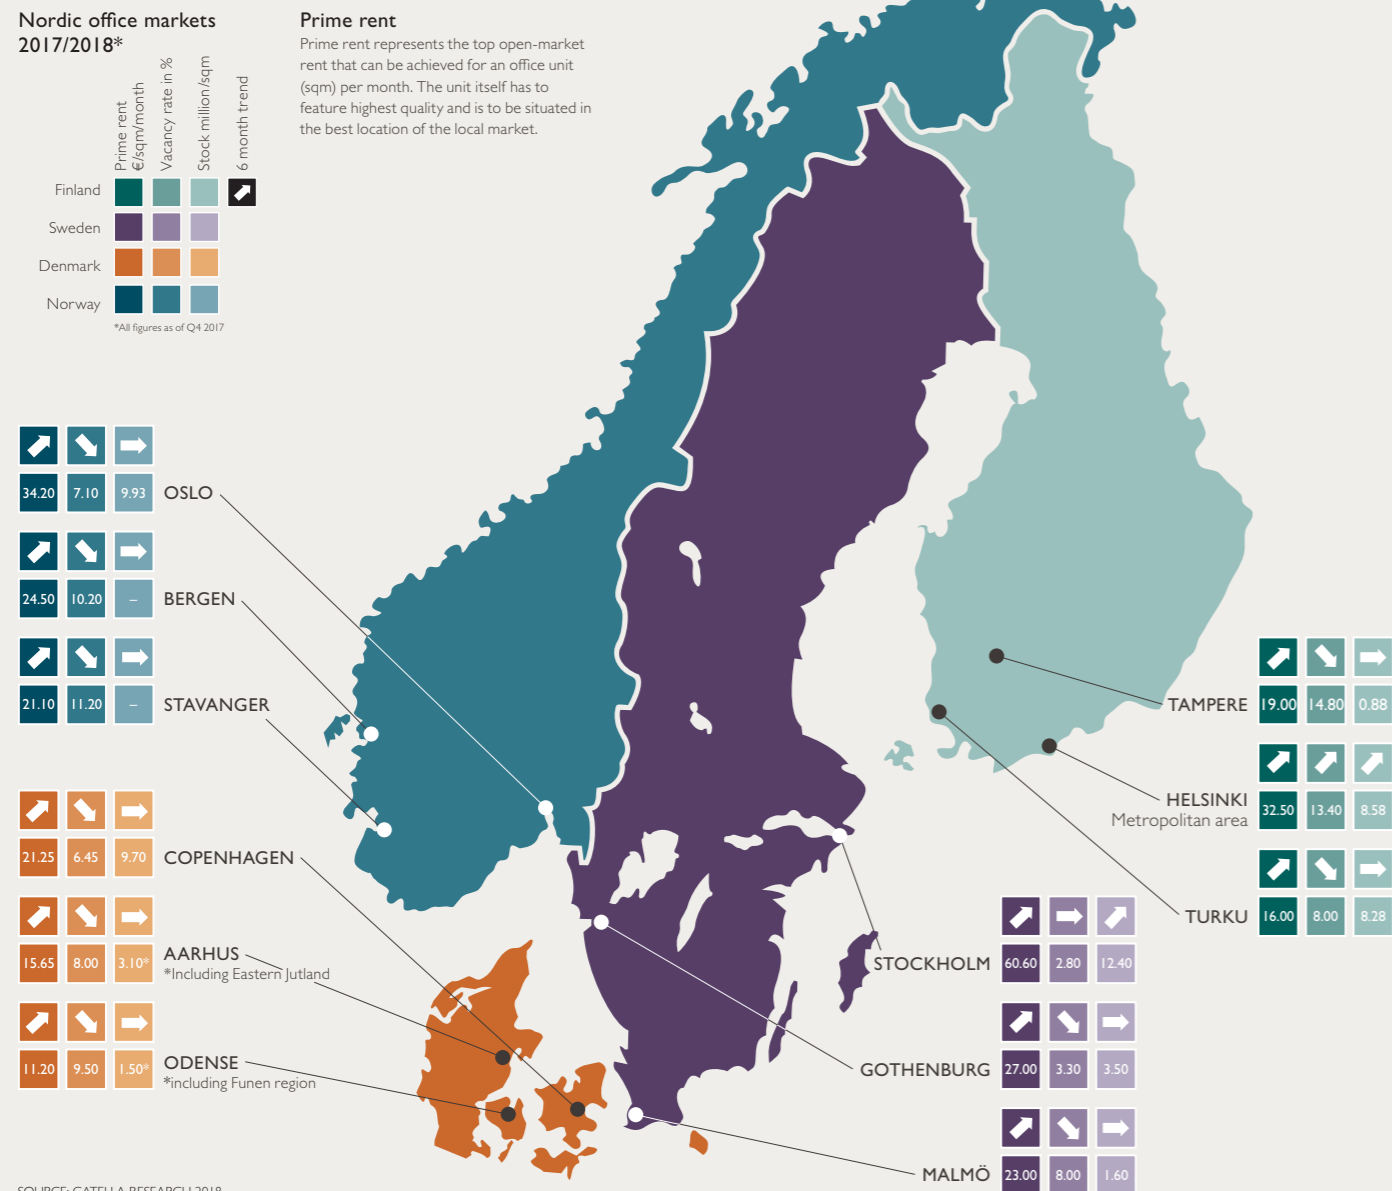 Nordic office markets
2017/2018*
Prime rent
€/sqm/month
Vacancy rate in %
Stock million/sqm
6 month trend
Finland
Sweden
Denmark
Norway
*All figures as of Q4 2017
Prime rent
Prime rent represents the top open-market
rent that can be achieved for an office unit
(sqm) per month. The unit itself has to
feature highest quality and is to be situated in
the best location of the local market.
34.20 7.10 9.93 OSLO
24.50 10.20 – BERGEN
21.10 11.20 – STAVANGER
21.25 6.45 9.70 COPENHAGEN
15.65 8.00 3.10* AARHUS
*Including Eastern Jutland
11.20 9.50 1.50* ODENSE
*including Funen region
TAMPERE 19.00 14.80 0.88
HELSINKI
Metropolitan area
32.50 13.40 8.58
TURKU 16.00 8.00 8.28
STOCKHOLM 60.60 2.80 12.40
GOTHENBURG 27.00 3.30 3.50
MALMÖ 23.00 8.00 1.60
SOURCE: CATELLA RESEARCH 2018